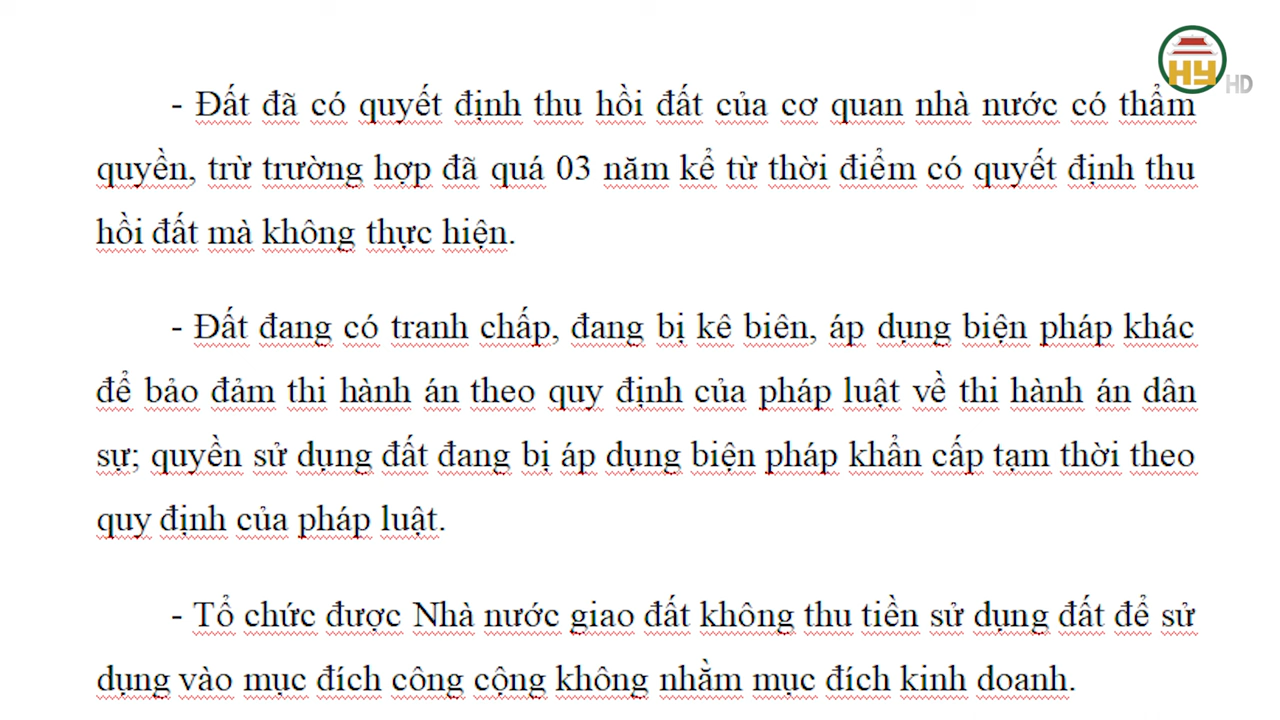 HY HD
- Đất đã có quyết định thu hồi đất của cơ quan nhà nước có thẩm
quyền, trừ trường hợp đã quá 03 năm kể từ thời điểm có quyết định thu
hồi đất mà không thực hiện.
- Đất đang có tranh chấp, đang bị kê biên, áp dụng biện pháp khác
để bảo đảm thi hành án theo quy định của pháp luật về thi hành án dân
sự; quyền sử dụng đất đang bị áp dụng biện pháp khẩn cấp tạm thời theo
quy định của pháp luật.
- Tổ chức được Nhà nước giao đất không thu tiền sử dụng đất để sử
dụng vào mục đích công cộng không nhằm mục đích kinh doanh.